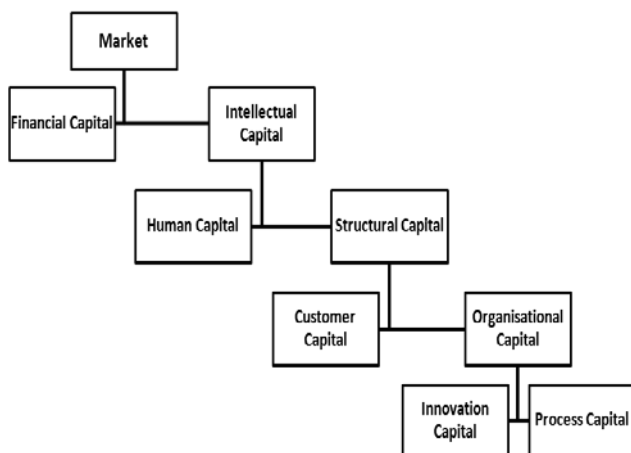 Market
Financial Capital
Intellectual
Capital
Human Capital
Structural Capital
Customer
Capital
Organisational
Capital
Innovation
Capital
Process Capital